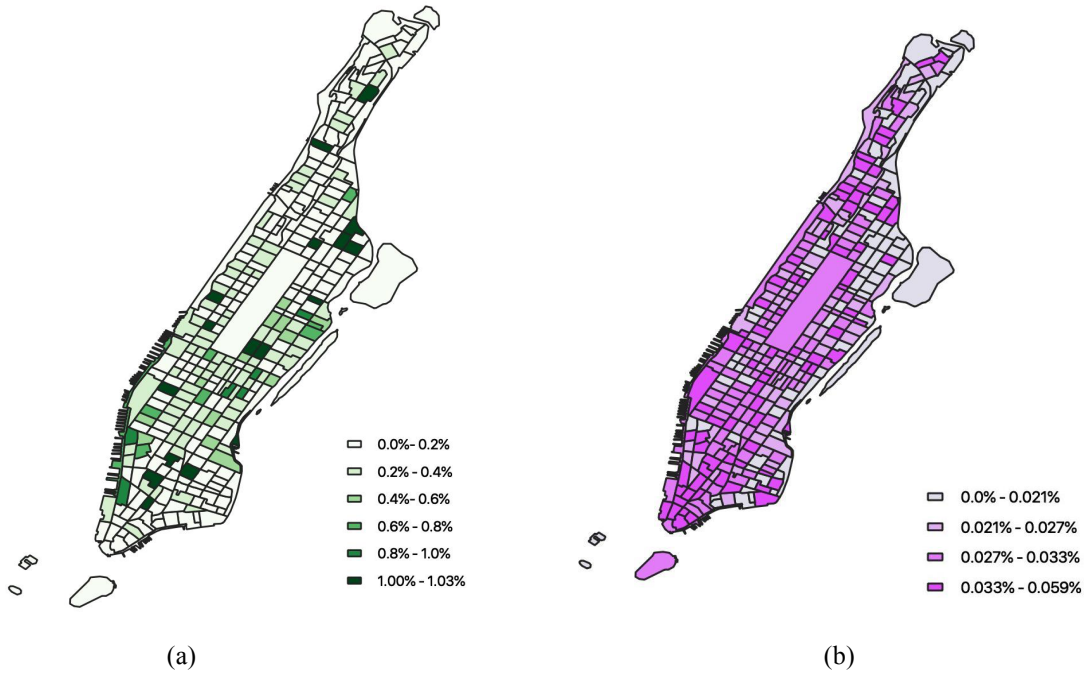 0.0%- 0.2%
0.2% - 0.4%
0.4% - 0.6%
0.6% - 0.8%
0.8% - 1.0%
1.00% - 1.03%
0.0% - 0.021%
0.021% - 0.027%
0.027% - 0.033%
0.033% - 0.059%
(a)
(b)